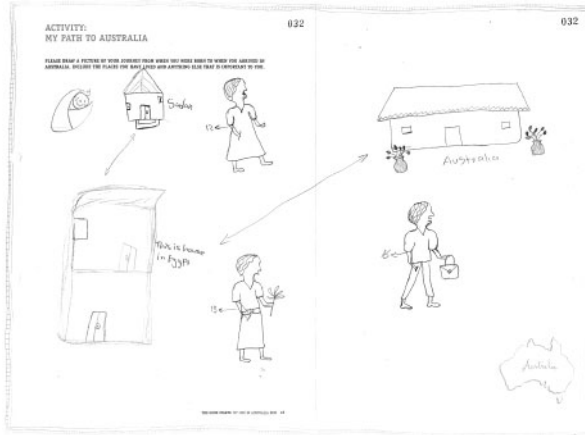 032
032
ACTIVITY:
MY PATH TO AUSTRALIA
PLEASE DRAW A PICTURE OF YOUR JOURNEY FROM WHEN YOU WERE BORN TO WHEN YOU ARRIVED IN
AUSTRALIA. INCLUDE THE PLACES YOU HAVE LIVED AND ANYTHING ELSE THAT IS IMPORTANT TO YOU.
12
Australia
This is house
in Egypt
Australia